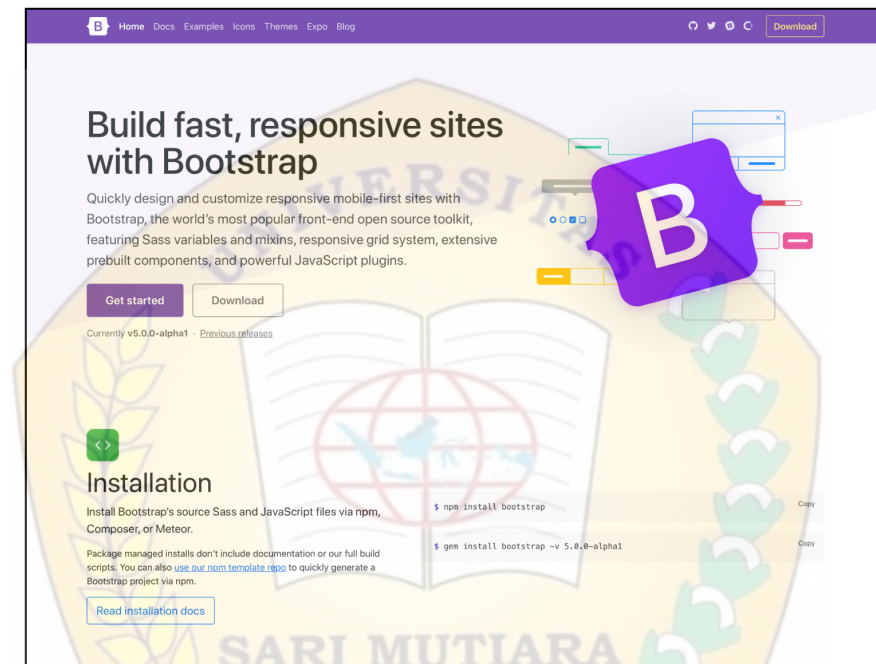 B Home Docs Examples Icons Themes Expo Blog Download
Build fast, responsive sites
with Bootstrap
Quickly design and customize responsive mobile-first sites with
Bootstrap, the world's most popular front-end open source toolkit,
featuring Sass variables and mixins, responsive grid system, extensive
prebuilt components, and powerful JavaScript plugins.
Get started Download
Currently v5.0.0-alpha1 · Previous releases
B
UNIVERSITAS
Installation
Install Bootstrap's source Sass and JavaScript files via npm,
Composer, or Meteor.
Package managed installs don't include documentation or our full build
scripts. You can also use our npm template repo to quickly generate a
Bootstrap project via npm.
Read installation docs
$ npm install bootstrap Copy
$ gem install bootstrap -v 5.0.0-alpha1 Copy
SARI MUTIARA